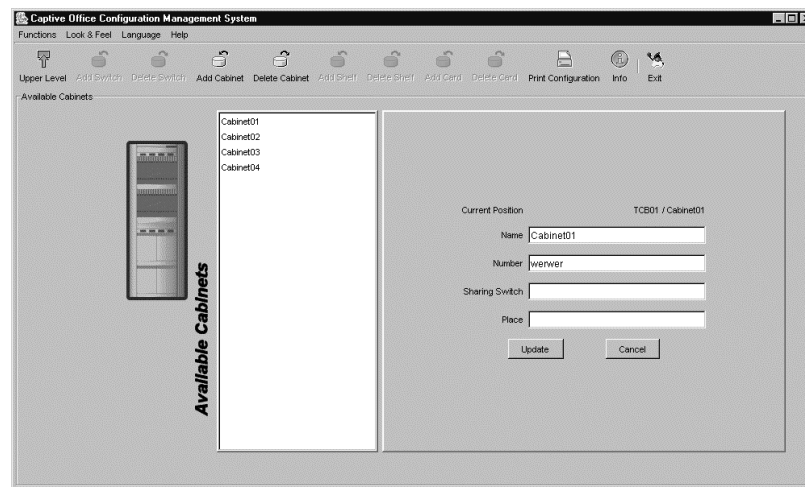 Captive Office Configuration Management System
Functions Look & Feel Language Help
Upper Level Add Switch Delete Switch Add Cabinet Delete Cabinet Add Shelf Delete Shelf Add Card Delete Card Print Configuration Info Exit
Available Cabinets
Cabinet01
Cabinet02
Cabinet03
Cabinet04
Available Cabinets
Current Position TCB01 / Cabinet01
Name Cabinet01
Number werwer
Sharing Switch
Place
Update Cancel